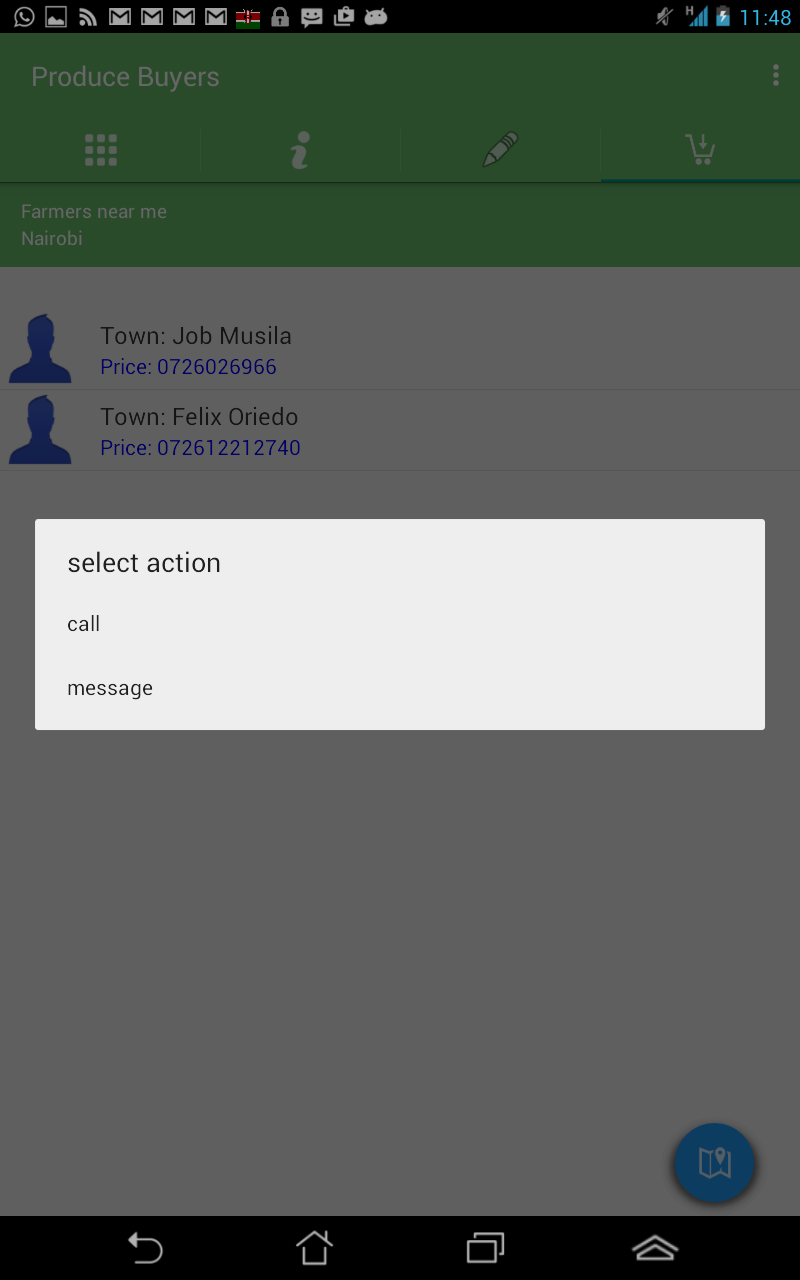 11:48
Produce Buyers
Farmers near me
Nairobi
Town: Job Musila
Price: 0726026966
Town: Felix Oriedo
Price: 072612212740
select action
call
message